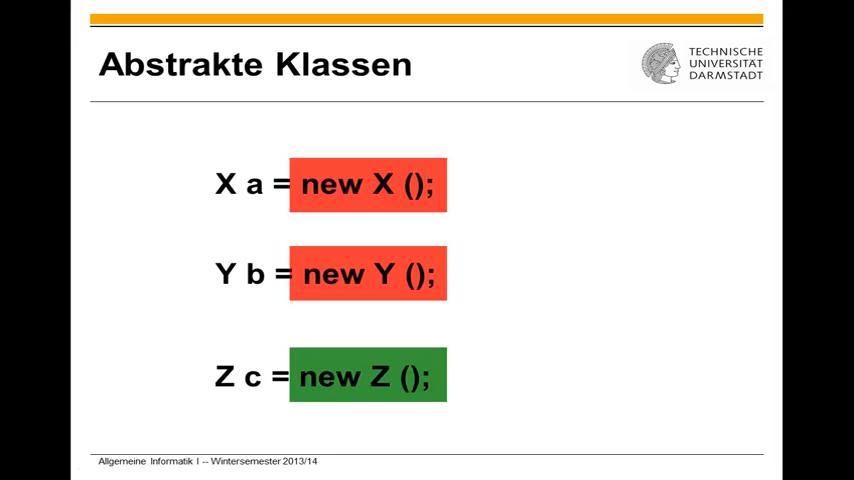 Abstrakte Klassen
TECHNISCHE
UNIVERSITÄT
DARMSTADT
X a = new X ();
Y b = new Y ();
Z c = new Z ();
Allgemeine Informatik I -- Wintersemester 2013/14